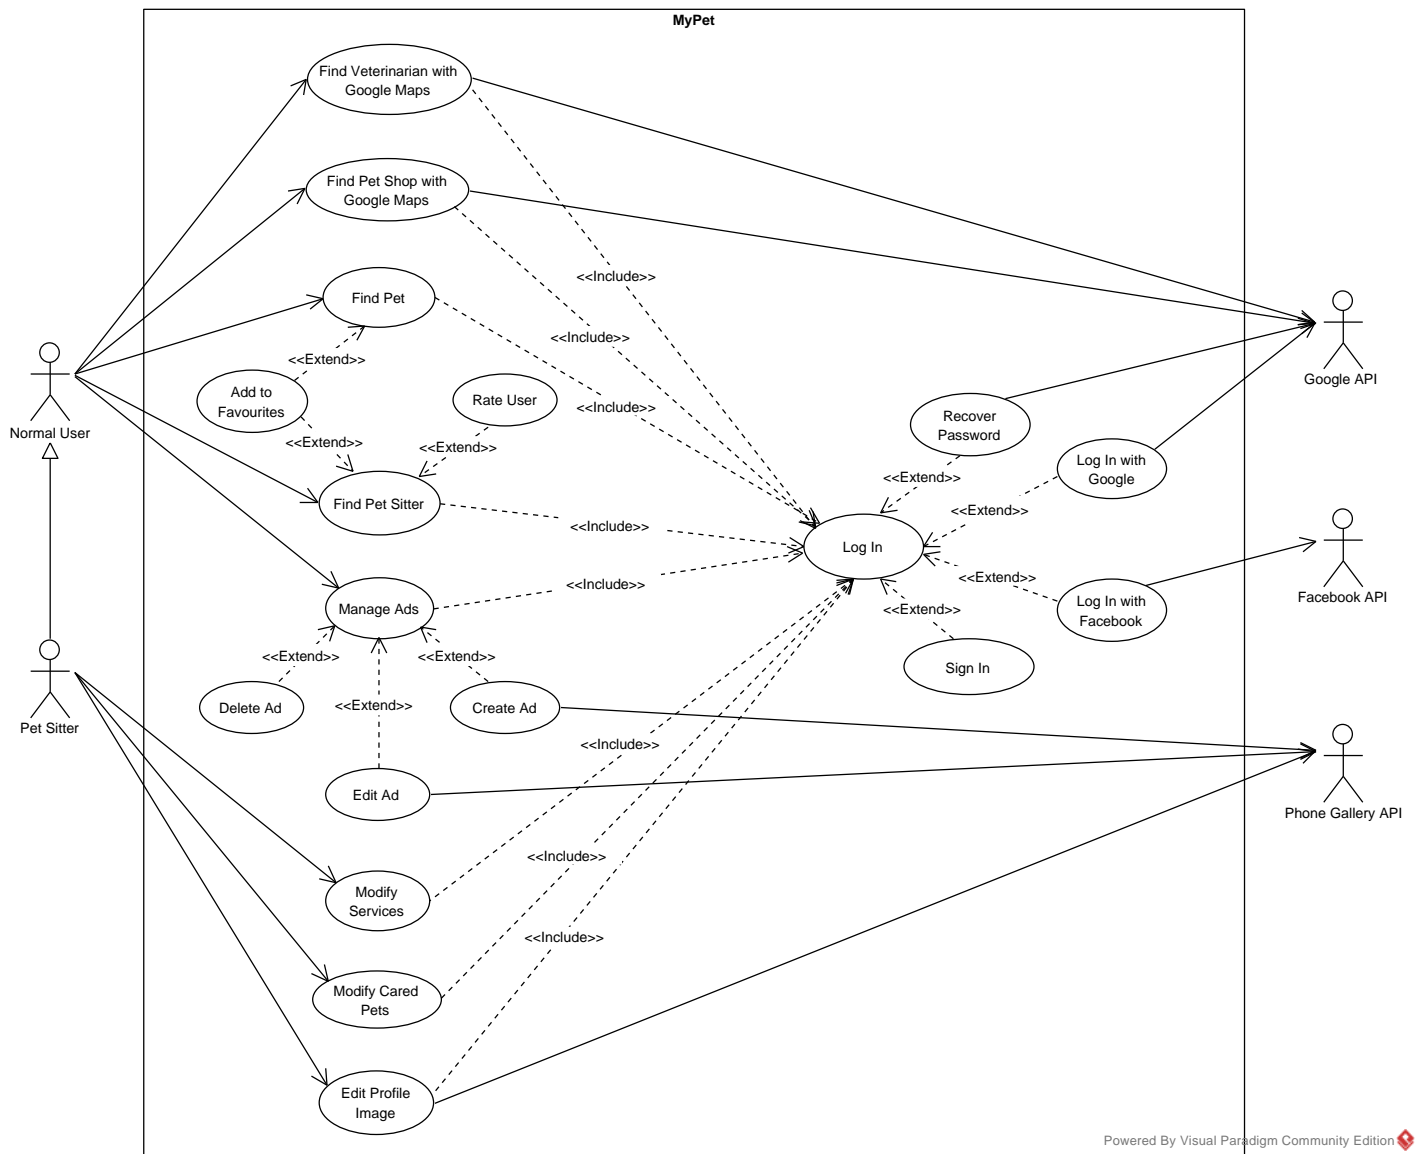 MyPet
Find Veterinarian with
Google Maps
Find Pet Shop with
Google Maps
<<Include>>
Find Pet
<<Include>>
<<Extend>>
Google API
Add to
Favourites
Rate User
<<Include>>
Recover
Password
Normal User
<<Extend>>
<<Extend>>
Log In with
Google
<<Extend>>
Find Pet Sitter
<<Extend>>
<<Include>>
Log In
<<Extend>>
<<Include>>
Facebook API
Manage Ads
<<Extend>>
Log In with
Facebook
<<Extend>>
<<Extend>>
Sign In
Delete Ad
<<Extend>>
Create Ad
Pet Sitter
<<Include>>
Edit Ad
Phone Gallery API
<<Include>>
Modify
Services
<<Include>>
Modify Cared
Pets
Edit Profile
Image
Powered By Visual Paradigm Community Edition